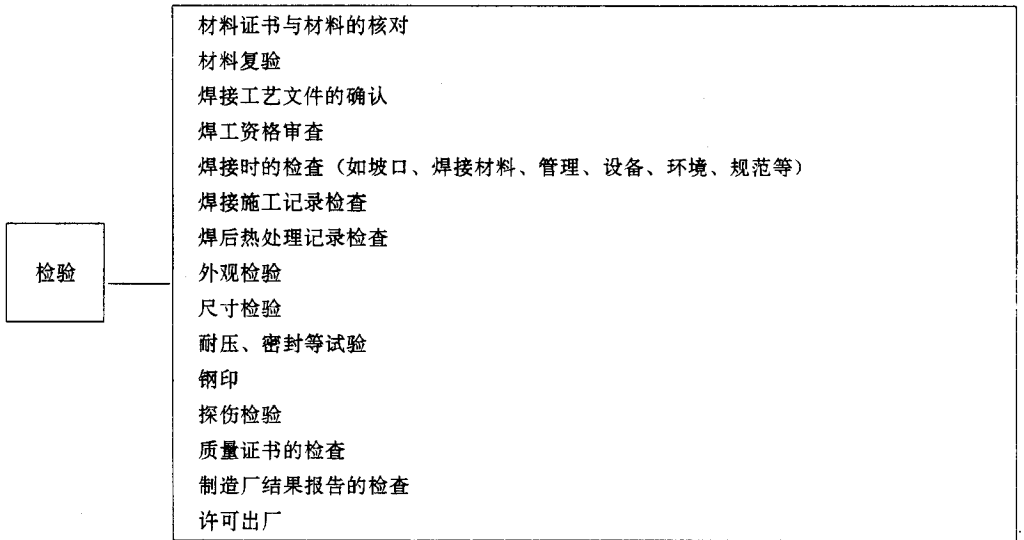 材料证书与材料的核对
材料复验
焊接工艺文件的确认
焊工资格审查
焊接时的检查（如坡口、焊接材料、管理、设备、环境、规范等）
焊接施工记录检查
焊后热处理记录检查
检验
外观检验
尺寸检验
耐压、密封等试验
钢印
探伤检验
质量证书的检查
制造厂结果报告的检查
许可出厂